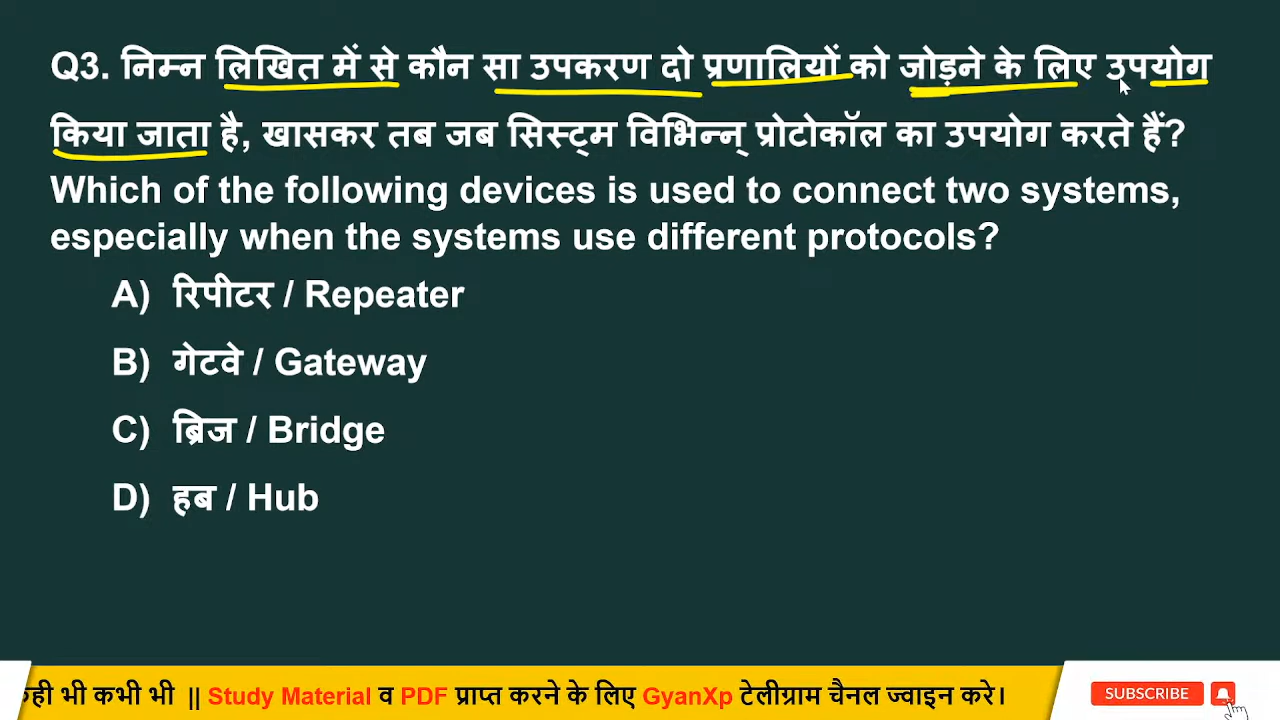 Q3. निम्न लिखित में से कौन सा उपकरण दो प्रणालियों को जोड़ने के लिए उपयोग
किया जाता है, खासकर तब जब सिस्ट्म विभिन्न् प्रोटोकॉल का उपयोग करते हैं?
Which of the following devices is used to connect two systems,
especially when the systems use different protocols?
A) रिपीटर / Repeater
B) गेटवे / Gateway
C) ब्रिज / Bridge
D) हब / Hub
भी कभी भी || Study Material व PDF प्राप्त करने के लिए GyanXp टेलीग्राम चैनल ज्वाइन करे।
SUBSCRIBE